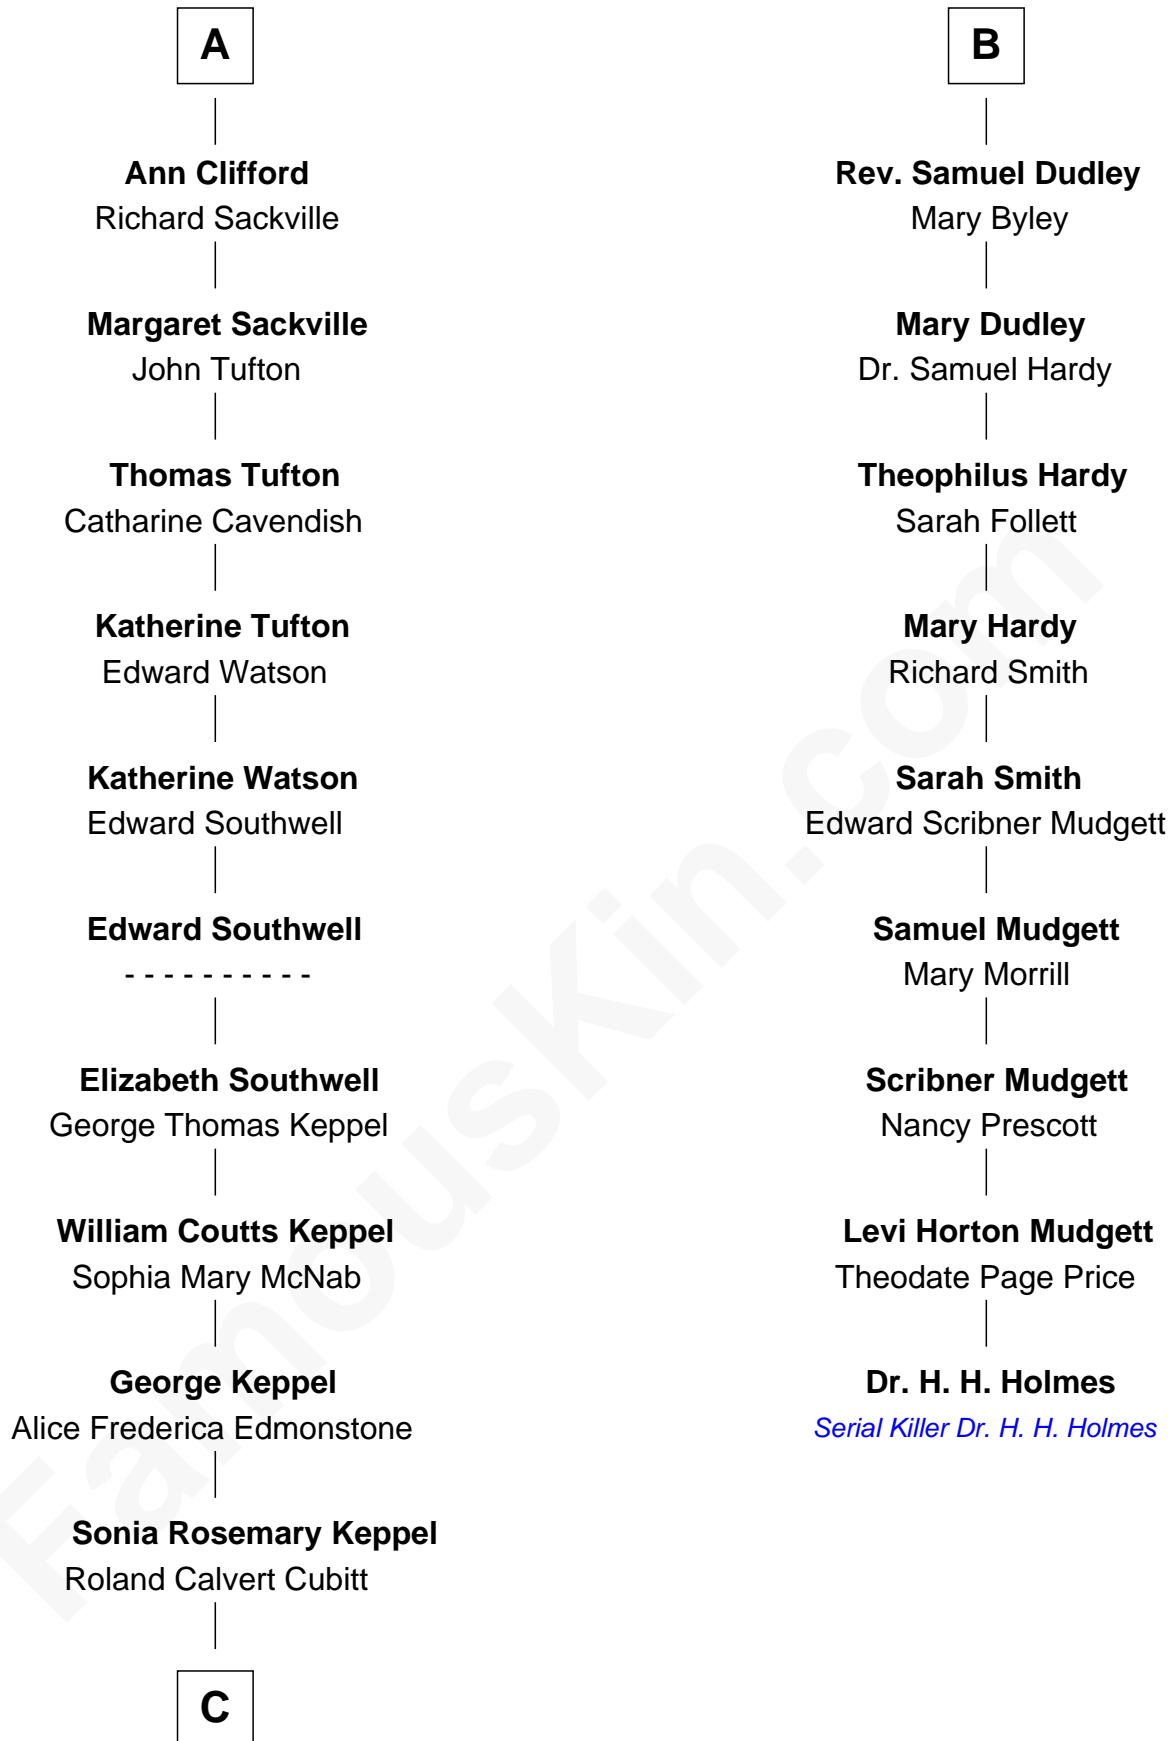 A
Ann Clifford
Richard Sackville
Margaret Sackville
John Tufton
Thomas Tufton
Catharine Cavendish
Katherine Tufton
Edward Watson
Katherine Watson
Edward Southwell
Edward Southwell
- - - - - - - - - -
Elizabeth Southwell
George Thomas Keppel
William Coutts Keppel
Sophia Mary McNab
George Keppel
Alice Frederica Edmonstone
Sonia Rosemary Keppel
Roland Calvert Cubitt
C
B
Rev. Samuel Dudley
Mary Byley
Mary Dudley
Dr. Samuel Hardy
Theophilus Hardy
Sarah Follett
Mary Hardy
Richard Smith
Sarah Smith
Edward Scribner Mudgett
Samuel Mudgett
Mary Morrill
Scribner Mudgett
Nancy Prescott
Levi Horton Mudgett
Theodate Page Price
Dr. H. H. Holmes
Serial Killer Dr. H. H. Holmes
FamousKin.com